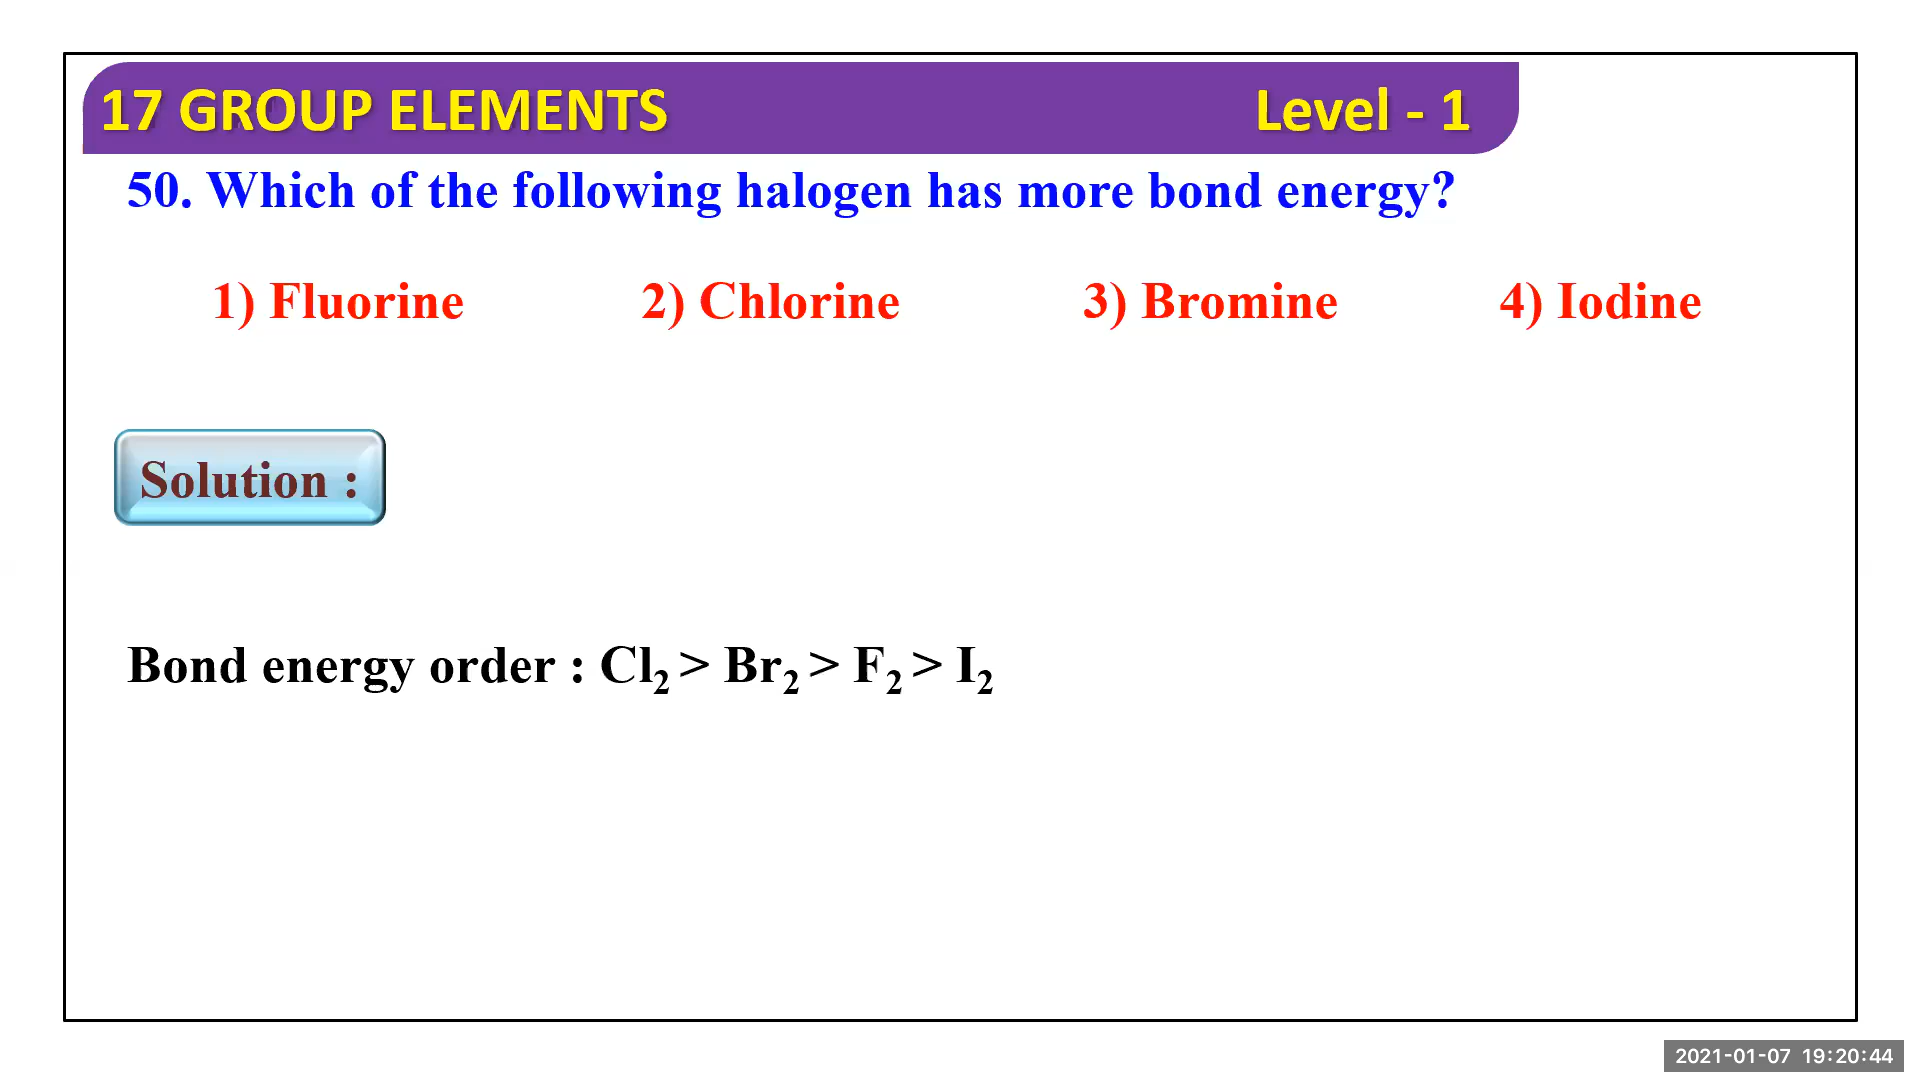 17 GROUP ELEMENTS Level - 1
50. Which of the following halogen has more bond energy?
1) Fluorine 2) Chlorine 3) Bromine 4) Iodine
Solution :
Bond energy order : Cl₂ > Br₂ > F₂ > I₂
2021-01-07 19:20:44